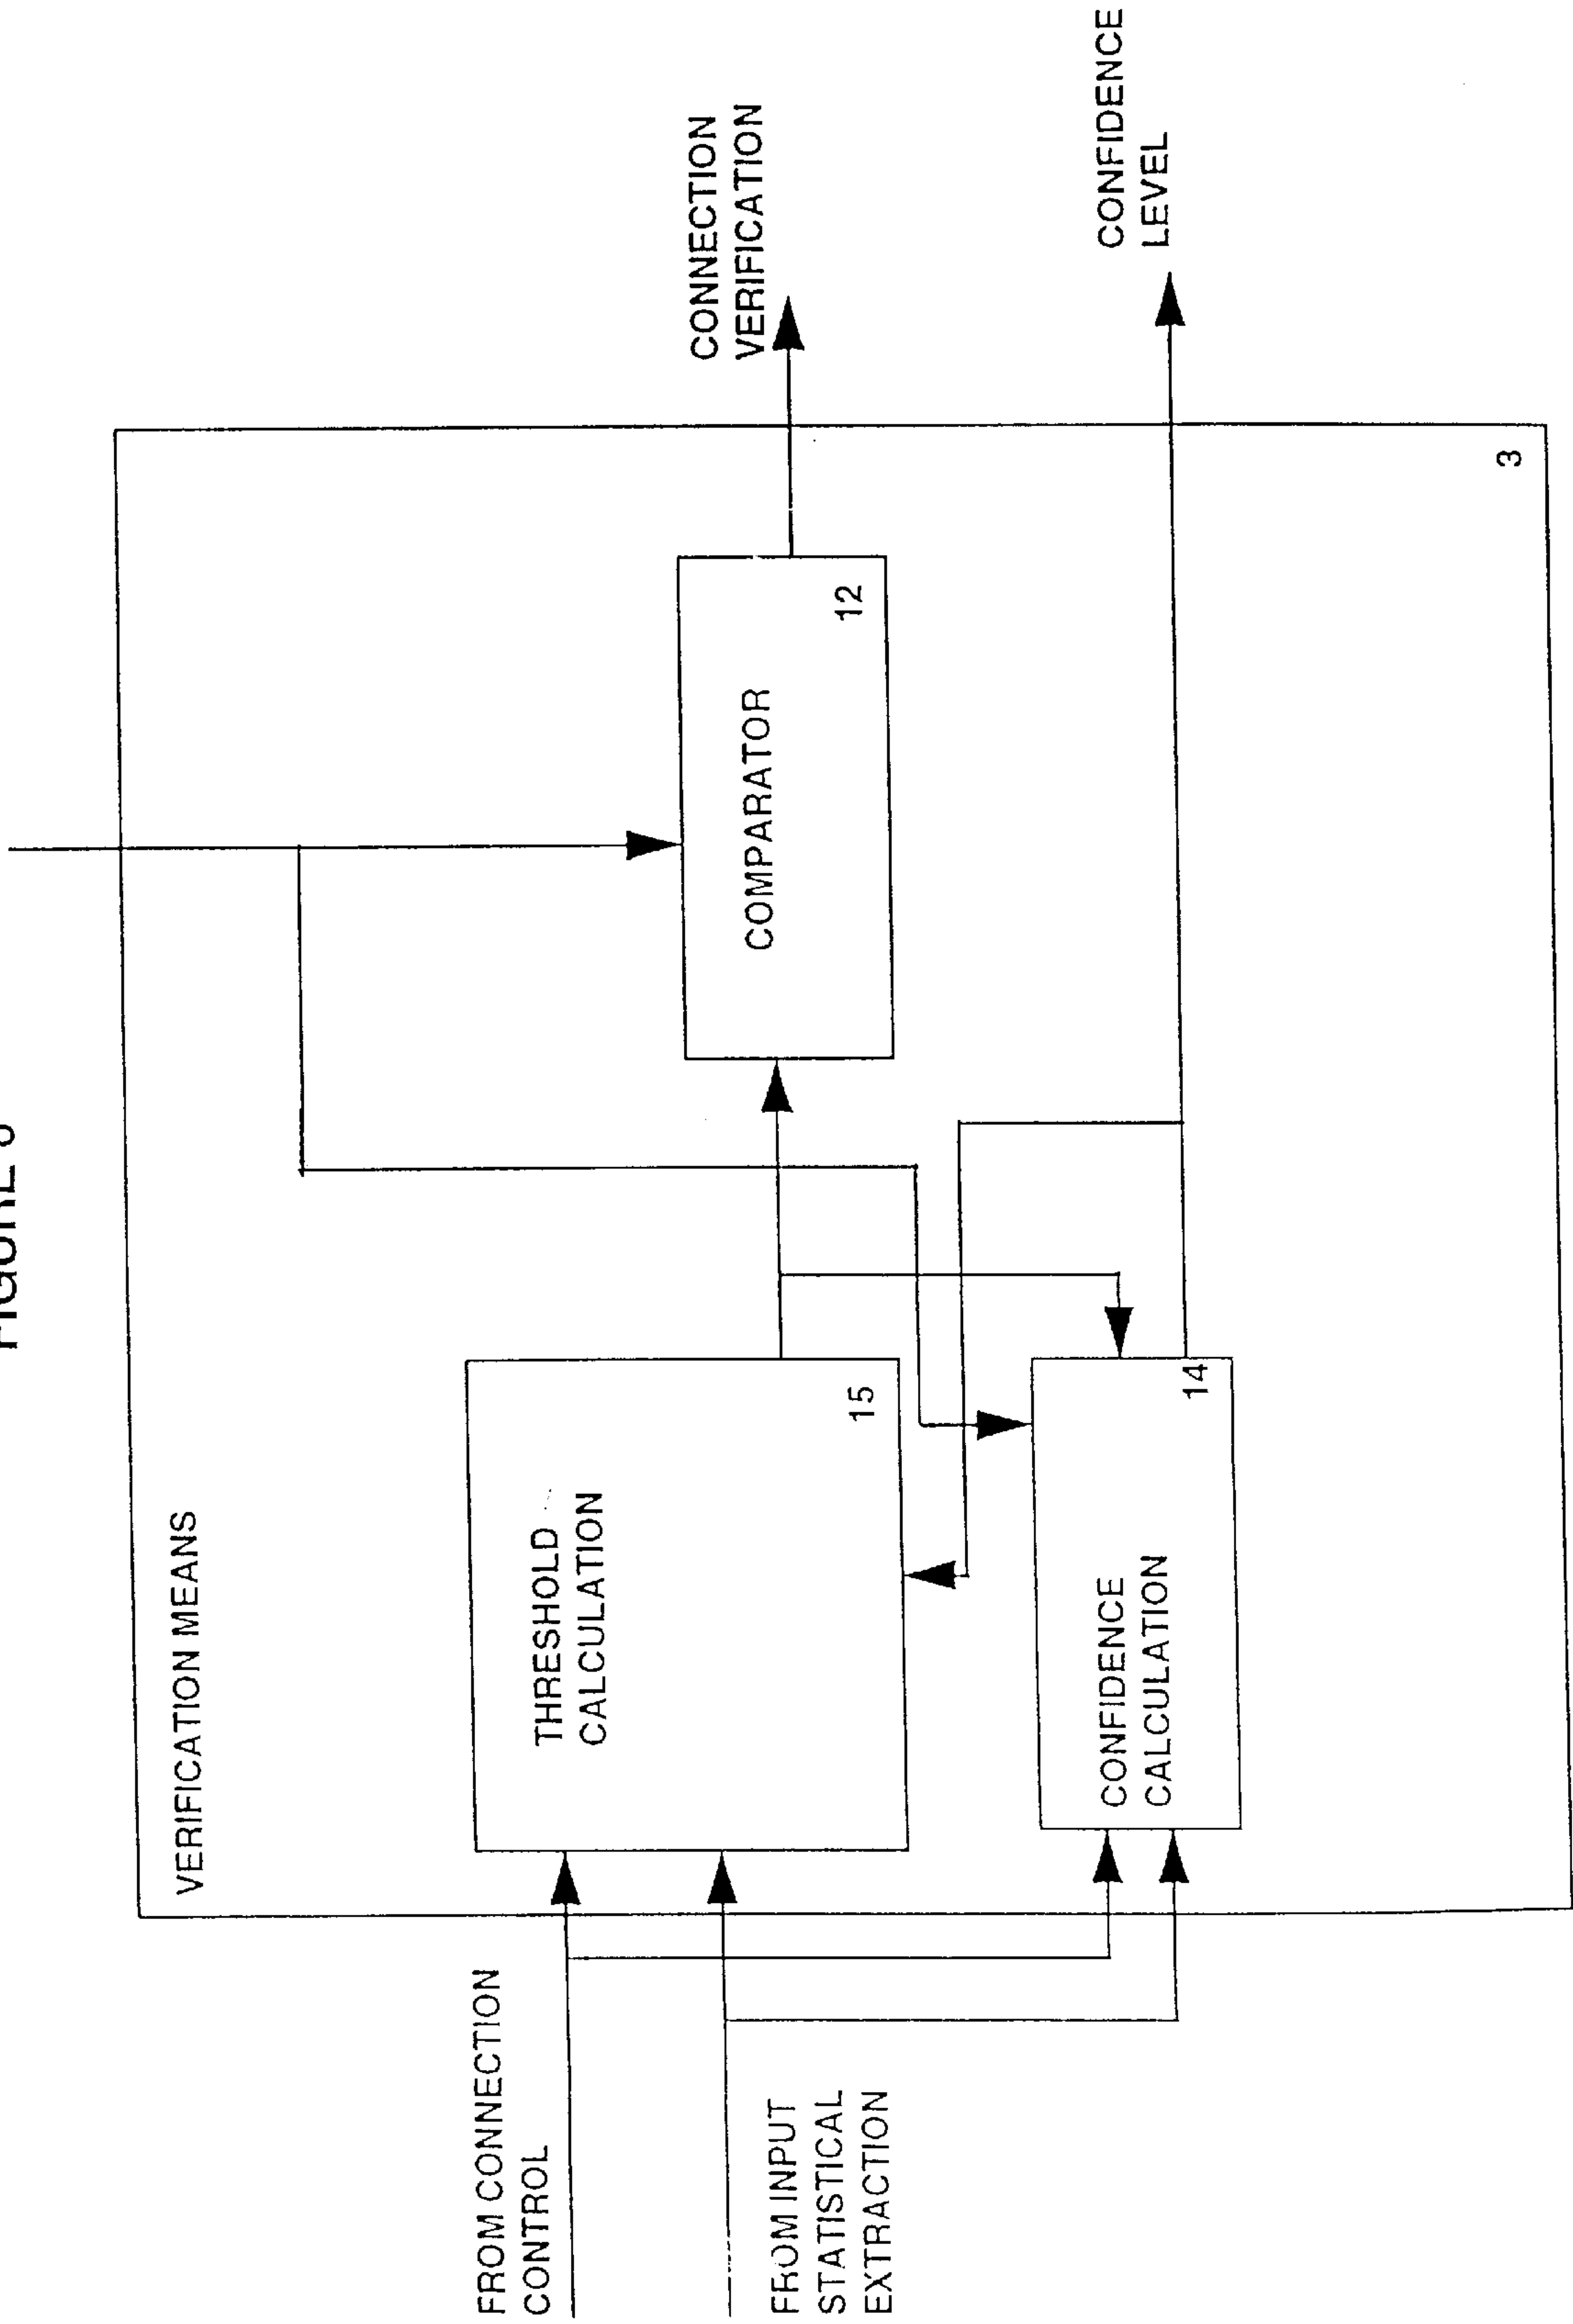 VERIFICATION MEANS
FROM CONNECTION
CONTROL
FROM INPUT
STATISTICAL
EXTRACTION
THRESHOLD
CALCULATION
15
CONFIDENCE
CALCULATION
14
COMPARATOR
12
CONNECTION
VERIFICATION
CONFIDENCE
LEVEL
3